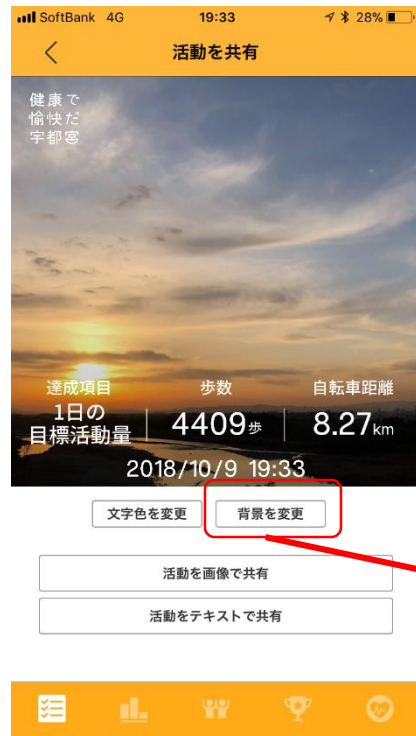 SoftBank 4G 19:33 28%
活動を共有
健康で
愉快だ
宇都宮
達成項目 歩数 自転車距離
1日の
目標活動量 4409歩 8.27km
2018/10/9 19:33
文字色を変更 背景を変更
活動を画像で共有
活動をテキストで共有